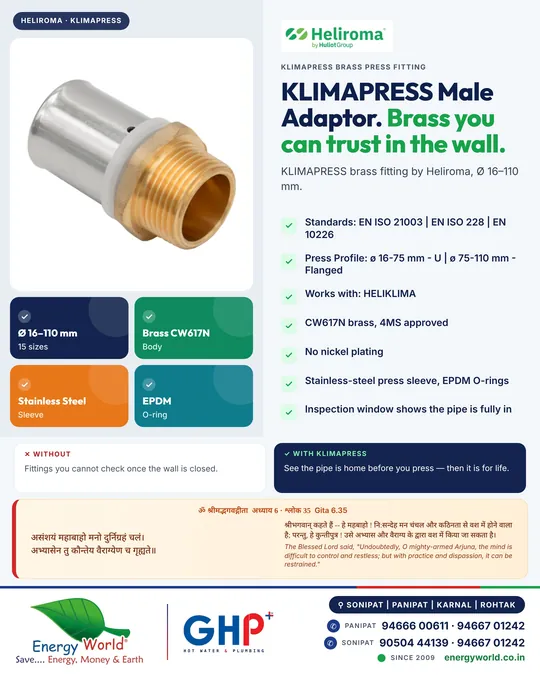 HELIROMA · KLIMAPRESS
Heliroma®
by HuliotGroup
KLIMAPRESS BRASS PRESS FITTING
KLIMAPRESS Male
Adaptor. Brass you
can trust in the wall.
KLIMAPRESS brass fitting by Heliroma, Ø 16–110
mm.
Standards: EN ISO 21003 | EN ISO 228 | EN
10226
Press Profile: ø 16-75 mm - U | ø 75-110 mm -
Flanged
Works with: HELIKLIMA
CW617N brass, 4MS approved
No nickel plating
Stainless-steel press sleeve, EPDM O-rings
Inspection window shows the pipe is fully in
Ø 16–110 mm
15 sizes
Brass CW617N
Body
Stainless Steel
Sleeve
EPDM
O-ring
✕ WITHOUT
Fittings you cannot check once the wall is closed.
✓ WITH KLIMAPRESS
See the pipe is home before you press — then it is for life.
ॐ श्रीमद्भगवद्गीता अध्याय 6 · श्लोक 35 Gita 6.35
असंशयं महाबाहो मनो दुर्निग्रहं चलं।
अभ्यासेन तु कौन्तेय वैराग्येण च गृह्यते॥
श्रीभगवान् कहते हैं -- हे महबाहो ! नि:सन्देह मन चंचल और कठिनता से वश में होने वाला
है; परन्तु, हे कुन्तीपुत्र ! उसे अभ्यास और वैराग्य के द्वारा वश में किया जा सकता है।
The Blessed Lord said, "Undoubtedly, O mighty-armed Arjuna, the mind is
difficult to control and restless; but with practice and dispassion, it can be
restrained."
Energy World™
Save.... Energy, Money & Earth
GHP+
HOT WATER & PLUMBING
SONIPAT | PANIPAT | KARNAL | ROHTAK
PANIPAT 94666 00611 · 94667 01242
SONIPAT 90504 44139 · 94667 01242
SINCE 2009 energyworld.co.in